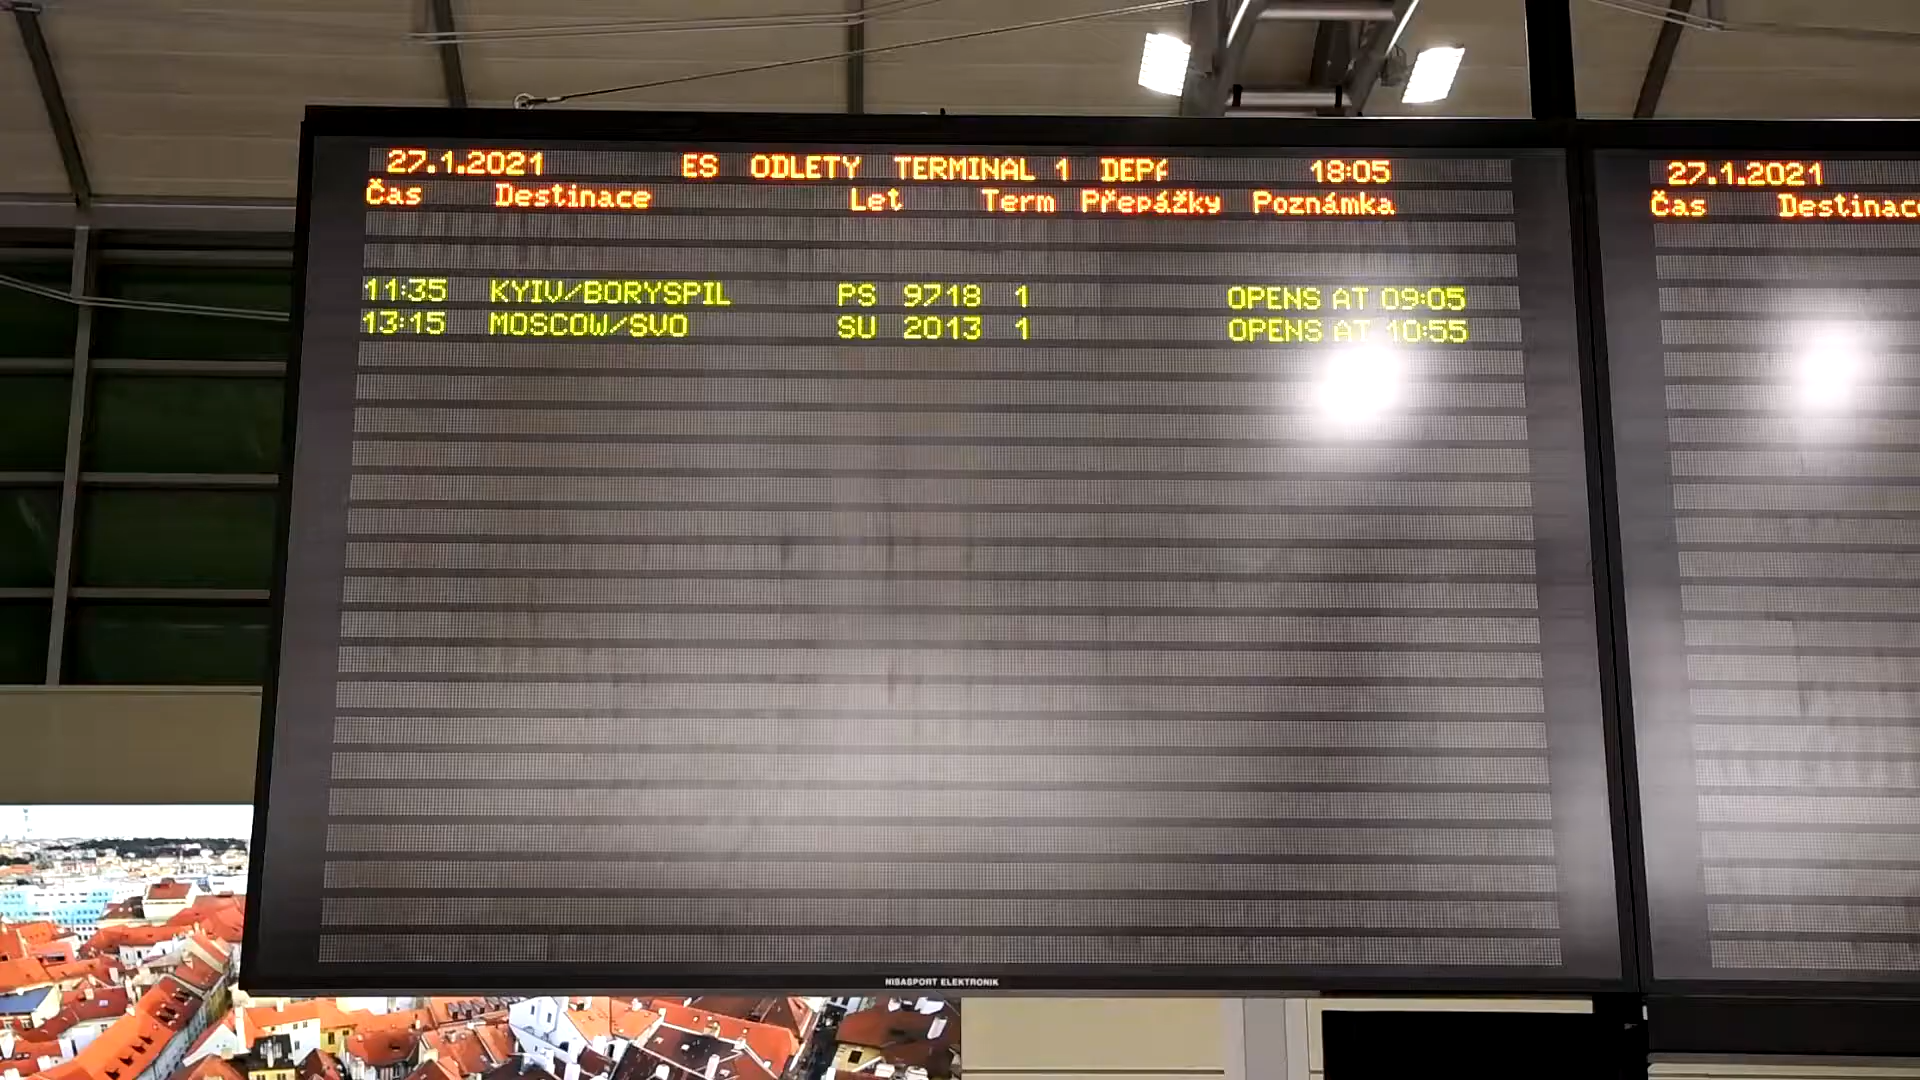 27.1.2021 ES ODLETY TERMINAL 1 DEPA 18:05
Čas Destinace Let Term Přepážky Poznámka
11:35 KYIV/BORYSPIL PS 9718 1 OPENS AT 09:05
13:15 MOSCOW/SVO SU 2013 1 OPENS AT 10:55
NISASPORT ELEKTRONIK
27.1.2021
Čas Destinace